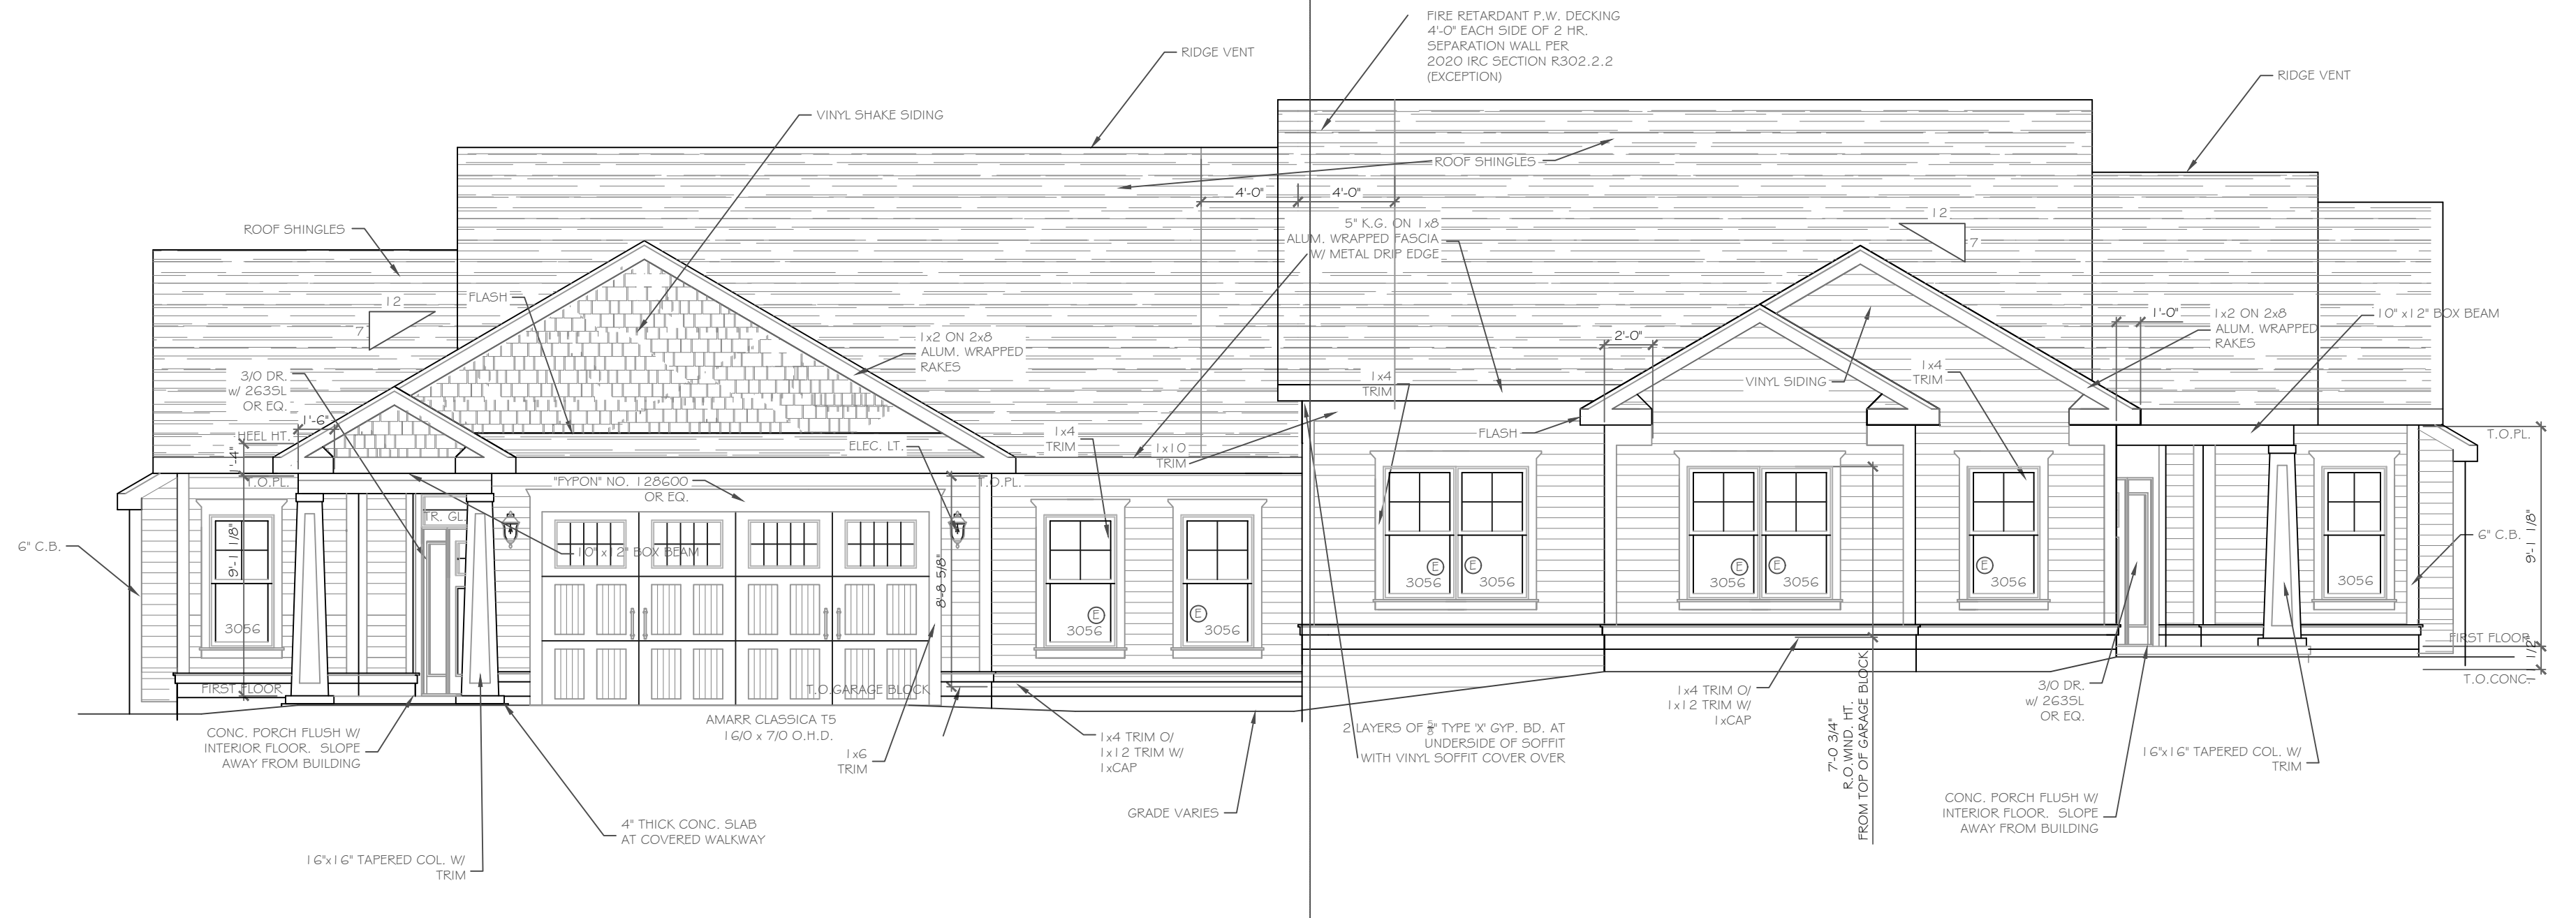 FIRE RETARDANT P.W. DECKING
4'-0" EACH SIDE OF 2 HR.
SEPARATION WALL PER
2020 IRC SECTION R302.2.2
(EXCEPTION)
RIDGE VENT
RIDGE VENT
VINYL SHAKE SIDING
ROOF SHINGLES
4'-0"
4'-0"
5" K.G. ON 1x8
ALUM. WRAPPED FASCIA
W/ METAL DRIP EDGE
12
7
ROOF SHINGLES
12
7
FLASH
1x2 ON 2x8
ALUM. WRAPPED
RAKES
2'-0"
1'-0"
1x2 ON 2x8
ALUM. WRAPPED
RAKES
10" x12" BOX BEAM
3/0 DR.
w/ 263SL
OR EQ.
1x4
TRIM
VINYL SIDING
1x4
TRIM
1'-6"
HEEL HT.
1'-4"
T.O.PL.
ELEC. LT.
1x4
TRIM
1x10
TRIM
FLASH
T.O.PL.
"FYPON" NO. 128600
OR EQ.
T.O.PL.
TR. GL.
6" C.B.
9'-1 1/8"
10" x12" BOX BEAM
8'-8 5/8"
E
3056
E
3056
E
3056
E
3056
E
3056
3056
6" C.B.
9'-1 1/8"
3056
E
3056
E
3056
FIRST FLOOR
1/2"
T.O.CONC.
FIRST FLOOR
T.O.GARAGE BLOCK
AMARR CLASSICA T5
16/0 x 7/0 O.H.D.
1x6
TRIM
1x4 TRIM O/
1x12 TRIM W/
1xCAP
2 LAYERS OF 5/8" TYPE 'X' GYP. BD. AT
UNDERSIDE OF SOFFIT
WITH VINYL SOFFIT COVER OVER
1x4 TRIM O/
1x12 TRIM W/
1xCAP
7'-0 3/4"
R.O.WND. HT.
FROM TOP OF GARAGE BLOCK
3/0 DR.
w/ 263SL
OR EQ.
16"x16" TAPERED COL. W/
TRIM
CONC. PORCH FLUSH W/
INTERIOR FLOOR. SLOPE
AWAY FROM BUILDING
GRADE VARIES
CONC. PORCH FLUSH W/
INTERIOR FLOOR. SLOPE
AWAY FROM BUILDING
4" THICK CONC. SLAB
AT COVERED WALKWAY
16"x16" TAPERED COL. W/
TRIM